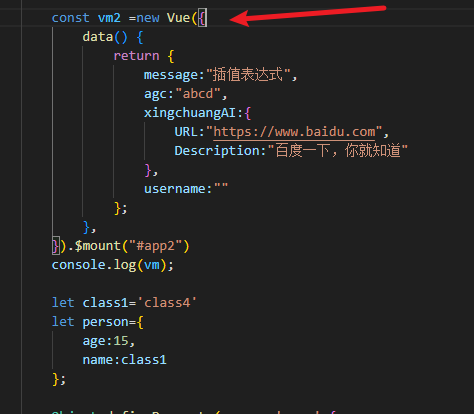 const vm2 =new Vue({
data() {
return {
message:"插值表达式",
agc:"abcd",
xingchuangAI:{
URL:"https://www.baidu.com",
Description:"百度一下，你就知道"
},
username:""
};
},
}).$mount("#app2")
console.log(vm);
let class1='class4'
let person={
age:15,
name:class1
};